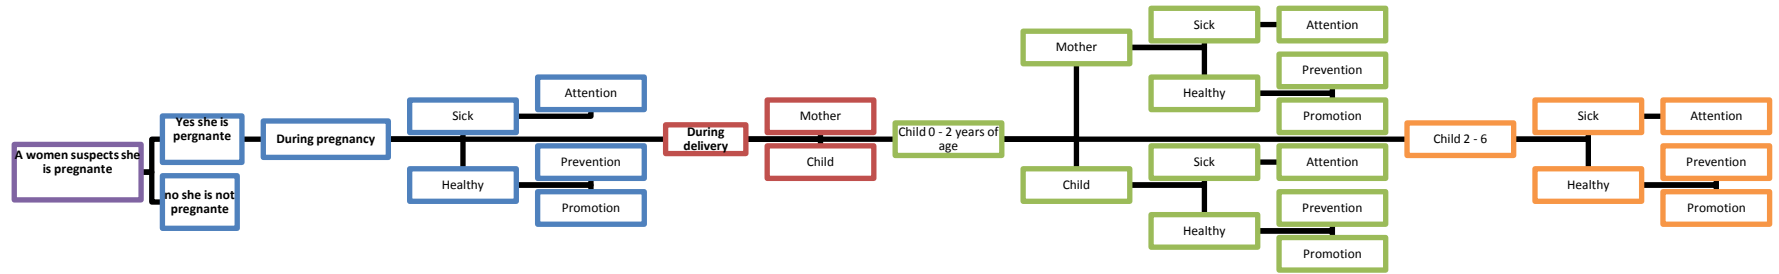 A women suspects she
is pregnante
Yes she is
pergnante
no she is not
pregnante
During pregnancy
Sick
Attention
Healthy
Prevention
Promotion
During
delivery
Mother
Child
Child 0 - 2 years of
age
Mother
Sick
Attention
Healthy
Prevention
Promotion
Child
Sick
Attention
Healthy
Prevention
Promotion
Child 2 - 6
Sick
Attention
Healthy
Prevention
Promotion